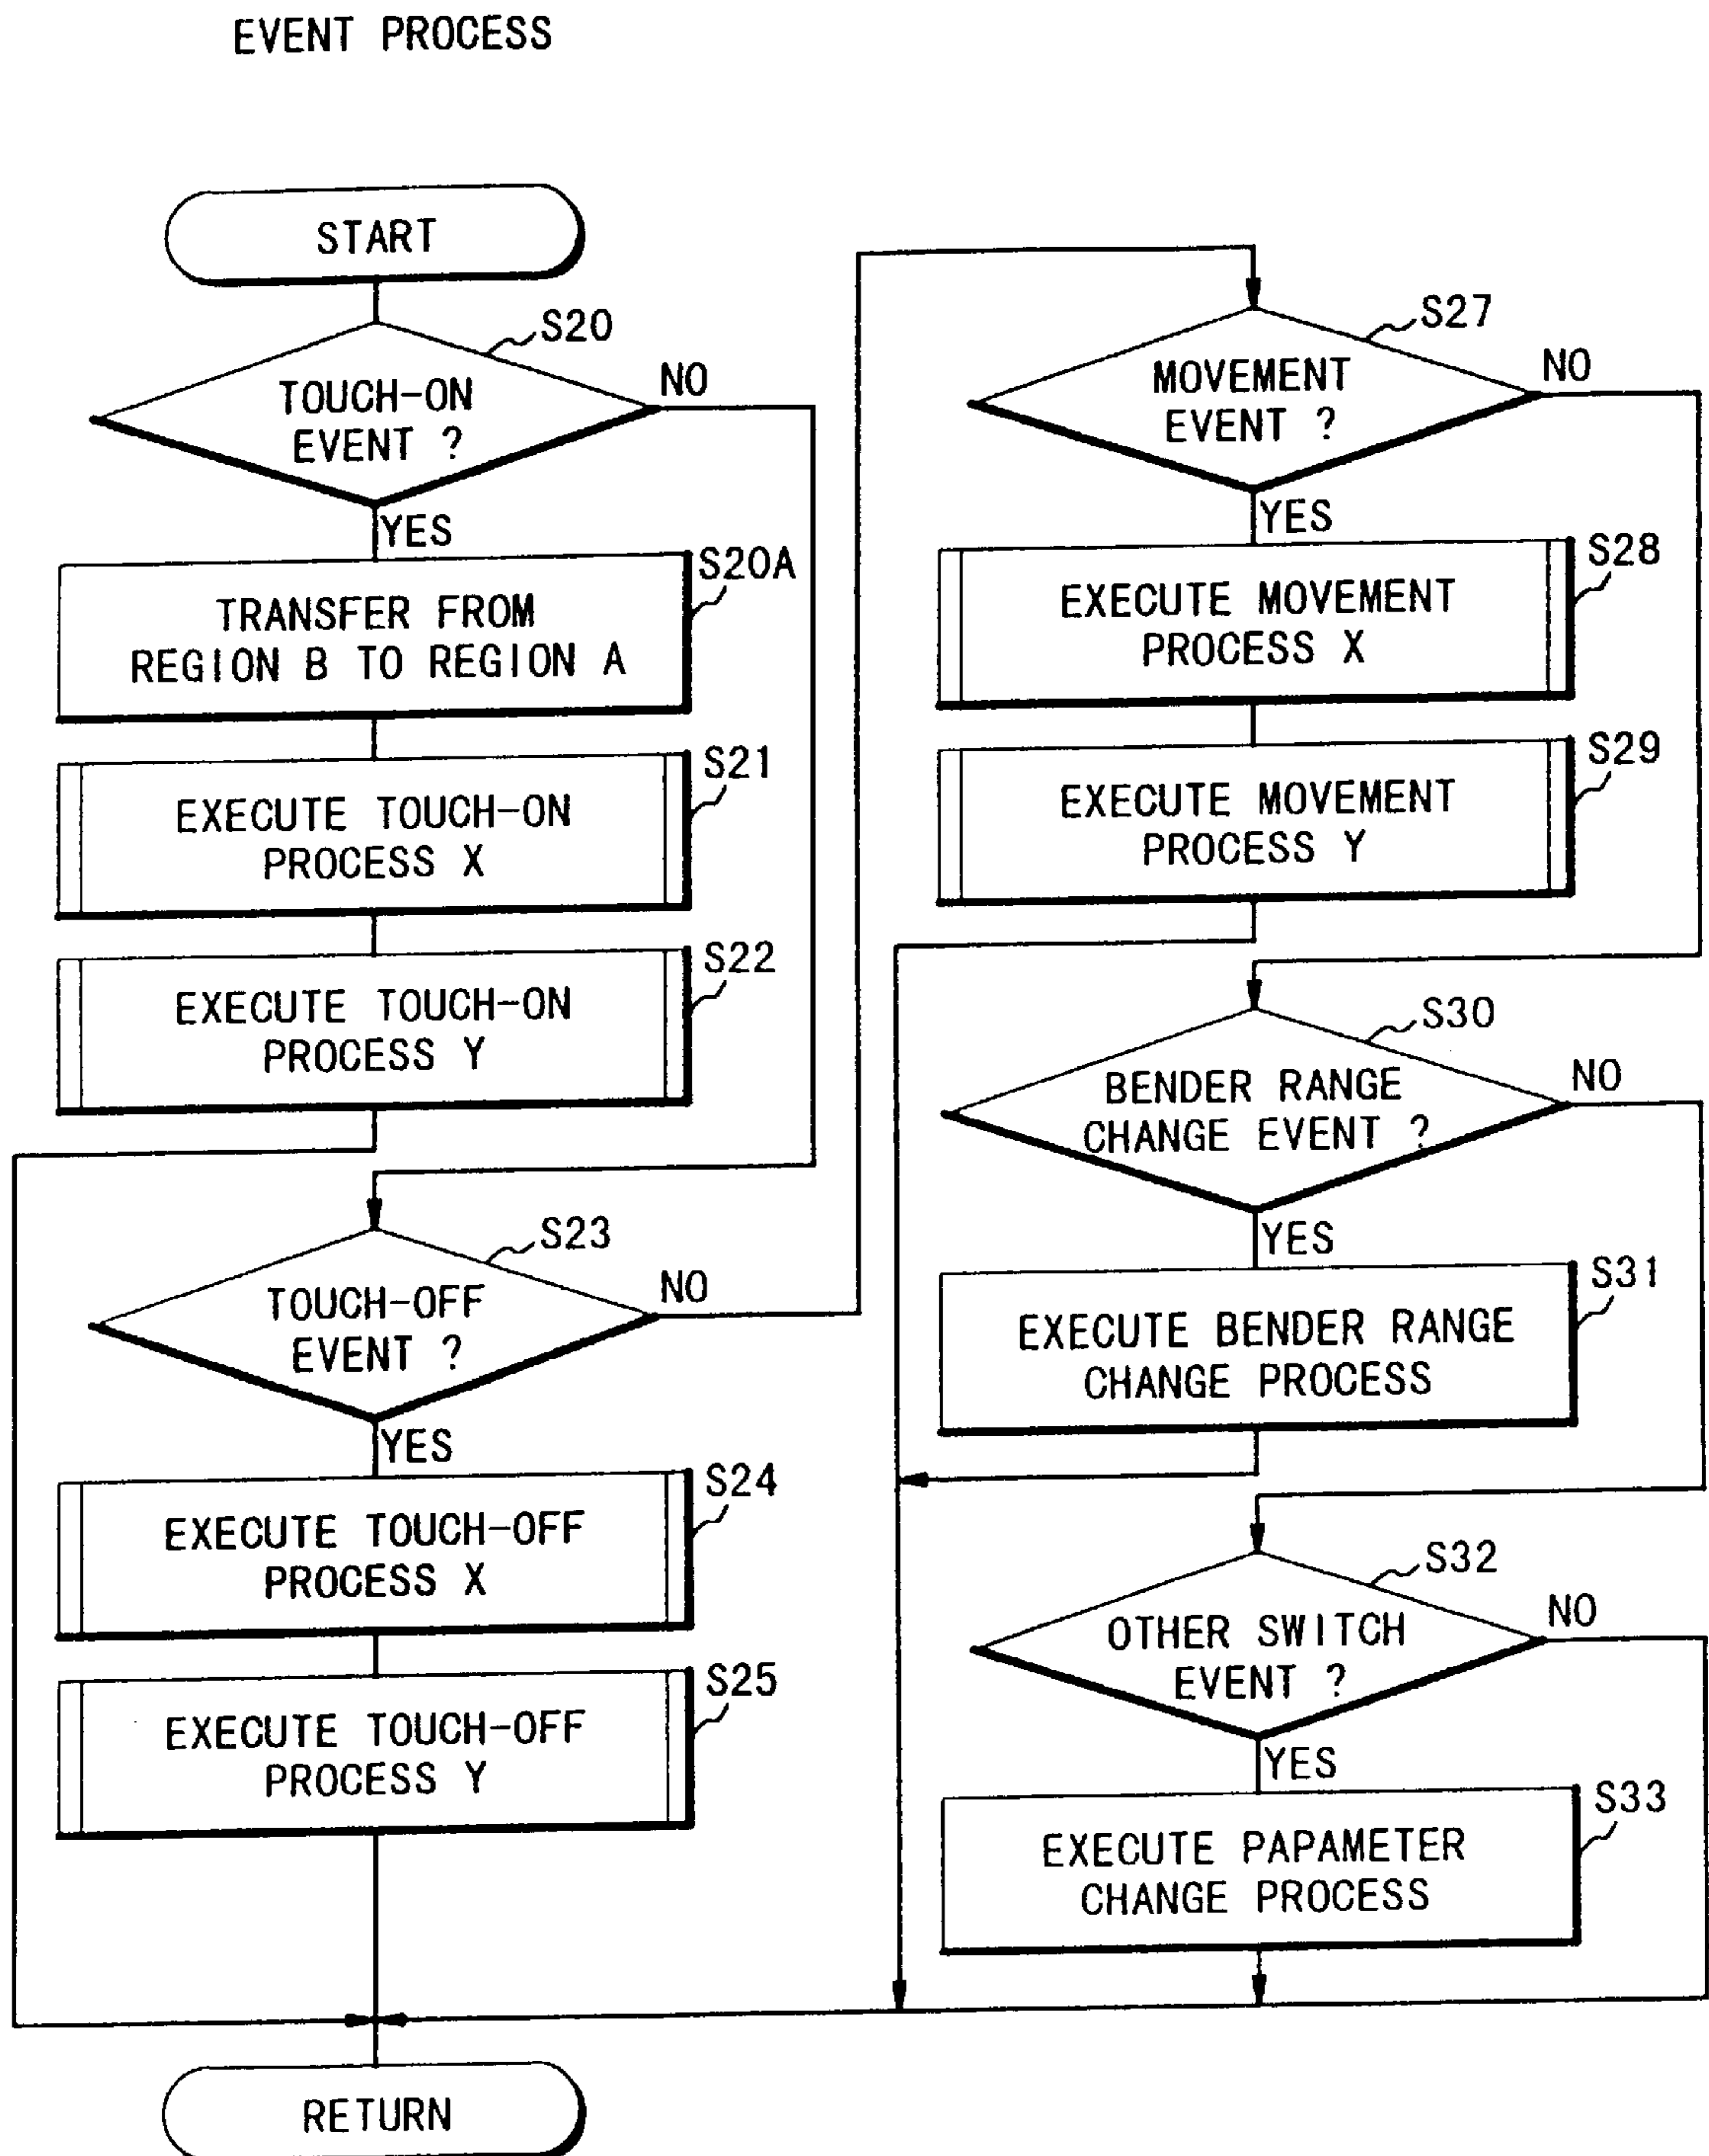 EVENT PROCESS
START
S20
TOUCH-ON
EVENT ?
NO
YES
S20A
TRANSFER FROM
REGION B TO REGION A
S21
EXECUTE TOUCH-ON
PROCESS X
S22
EXECUTE TOUCH-ON
PROCESS Y
S23
TOUCH-OFF
EVENT ?
NO
YES
S24
EXECUTE TOUCH-OFF
PROCESS X
S25
EXECUTE TOUCH-OFF
PROCESS Y
RETURN
S27
MOVEMENT
EVENT ?
NO
YES
S28
EXECUTE MOVEMENT
PROCESS X
S29
EXECUTE MOVEMENT
PROCESS Y
S30
BENDER RANGE
CHANGE EVENT ?
NO
YES
S31
EXECUTE BENDER RANGE
CHANGE PROCESS
S32
OTHER SWITCH
EVENT ?
NO
YES
S33
EXECUTE PAPAMETER
CHANGE PROCESS